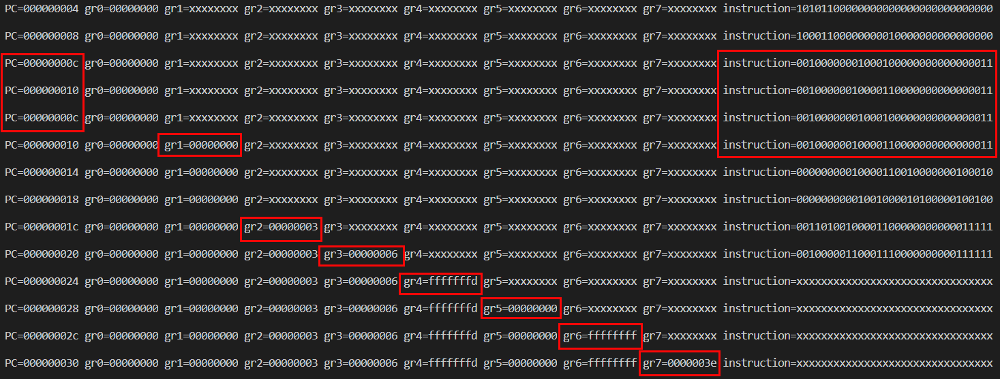 PC=000000004 gr0=00000000 gr1=xxxxxxxx gr2=xxxxxxxx gr3=xxxxxxxx gr4=xxxxxxxx gr5=xxxxxxxx gr6=xxxxxxxx gr7=xxxxxxxx instruction=10101100000000000000000000000000
PC=000000008 gr0=00000000 gr1=xxxxxxxx gr2=xxxxxxxx gr3=xxxxxxxx gr4=xxxxxxxx gr5=xxxxxxxx gr6=xxxxxxxx gr7=xxxxxxxx instruction=10001100000000010000000000000000
PC=00000000c gr0=00000000 gr1=xxxxxxxx gr2=xxxxxxxx gr3=xxxxxxxx gr4=xxxxxxxx gr5=xxxxxxxx gr6=xxxxxxxx gr7=xxxxxxxx instruction=00100000001000100000000000000011
PC=000000010 gr0=00000000 gr1=xxxxxxxx gr2=xxxxxxxx gr3=xxxxxxxx gr4=xxxxxxxx gr5=xxxxxxxx gr6=xxxxxxxx gr7=xxxxxxxx instruction=00100000010000110000000000000011
PC=00000000c gr0=00000000 gr1=xxxxxxxx gr2=xxxxxxxx gr3=xxxxxxxx gr4=xxxxxxxx gr5=xxxxxxxx gr6=xxxxxxxx gr7=xxxxxxxx instruction=00100000001000100000000000000011
PC=000000010 gr0=00000000 gr1=00000000 gr2=xxxxxxxx gr3=xxxxxxxx gr4=xxxxxxxx gr5=xxxxxxxx gr6=xxxxxxxx gr7=xxxxxxxx instruction=00100000010000110000000000000011
PC=000000014 gr0=00000000 gr1=00000000 gr2=xxxxxxxx gr3=xxxxxxxx gr4=xxxxxxxx gr5=xxxxxxxx gr6=xxxxxxxx gr7=xxxxxxxx instruction=00000000010000110010000000100010
PC=000000018 gr0=00000000 gr1=00000000 gr2=xxxxxxxx gr3=xxxxxxxx gr4=xxxxxxxx gr5=xxxxxxxx gr6=xxxxxxxx gr7=xxxxxxxx instruction=00000000001001000010100000100100
PC=00000001c gr0=00000000 gr1=00000000 gr2=00000003 gr3=xxxxxxxx gr4=xxxxxxxx gr5=xxxxxxxx gr6=xxxxxxxx gr7=xxxxxxxx instruction=00110100100001100000000000011111
PC=000000020 gr0=00000000 gr1=00000000 gr2=00000003 gr3=00000006 gr4=xxxxxxxx gr5=xxxxxxxx gr6=xxxxxxxx gr7=xxxxxxxx instruction=00100000110001110000000000111111
PC=000000024 gr0=00000000 gr1=00000000 gr2=00000003 gr3=00000006 gr4=fffffffd gr5=xxxxxxxx gr6=xxxxxxxx gr7=xxxxxxxx instruction=xxxxxxxxxxxxxxxxxxxxxxxxxxxxxxxx
PC=000000028 gr0=00000000 gr1=00000000 gr2=00000003 gr3=00000006 gr4=fffffffd gr5=00000000 gr6=xxxxxxxx gr7=xxxxxxxx instruction=xxxxxxxxxxxxxxxxxxxxxxxxxxxxxxxx
PC=00000002c gr0=00000000 gr1=00000000 gr2=00000003 gr3=00000006 gr4=fffffffd gr5=00000000 gr6=ffffffff gr7=xxxxxxxx instruction=xxxxxxxxxxxxxxxxxxxxxxxxxxxxxxxx
PC=000000030 gr0=00000000 gr1=00000000 gr2=00000003 gr3=00000006 gr4=fffffffd gr5=00000000 gr6=ffffffff gr7=0000003e instruction=xxxxxxxxxxxxxxxxxxxxxxxxxxxxxxxx